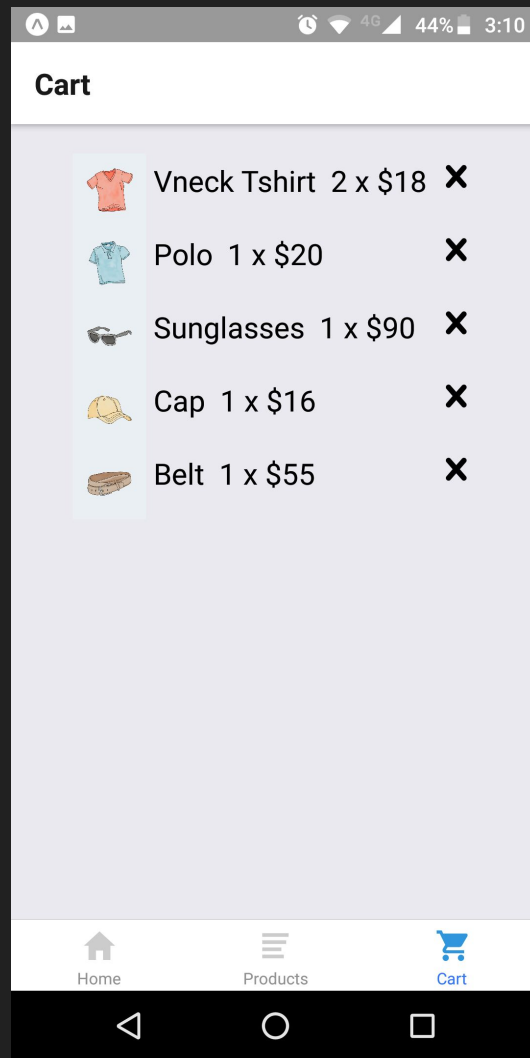 4G 44% 3:10
Cart
Vneck Tshirt 2 x $18
Polo 1 x $20
Sunglasses 1 x $90
Cap 1 x $16
Belt 1 x $55
Home Products Cart